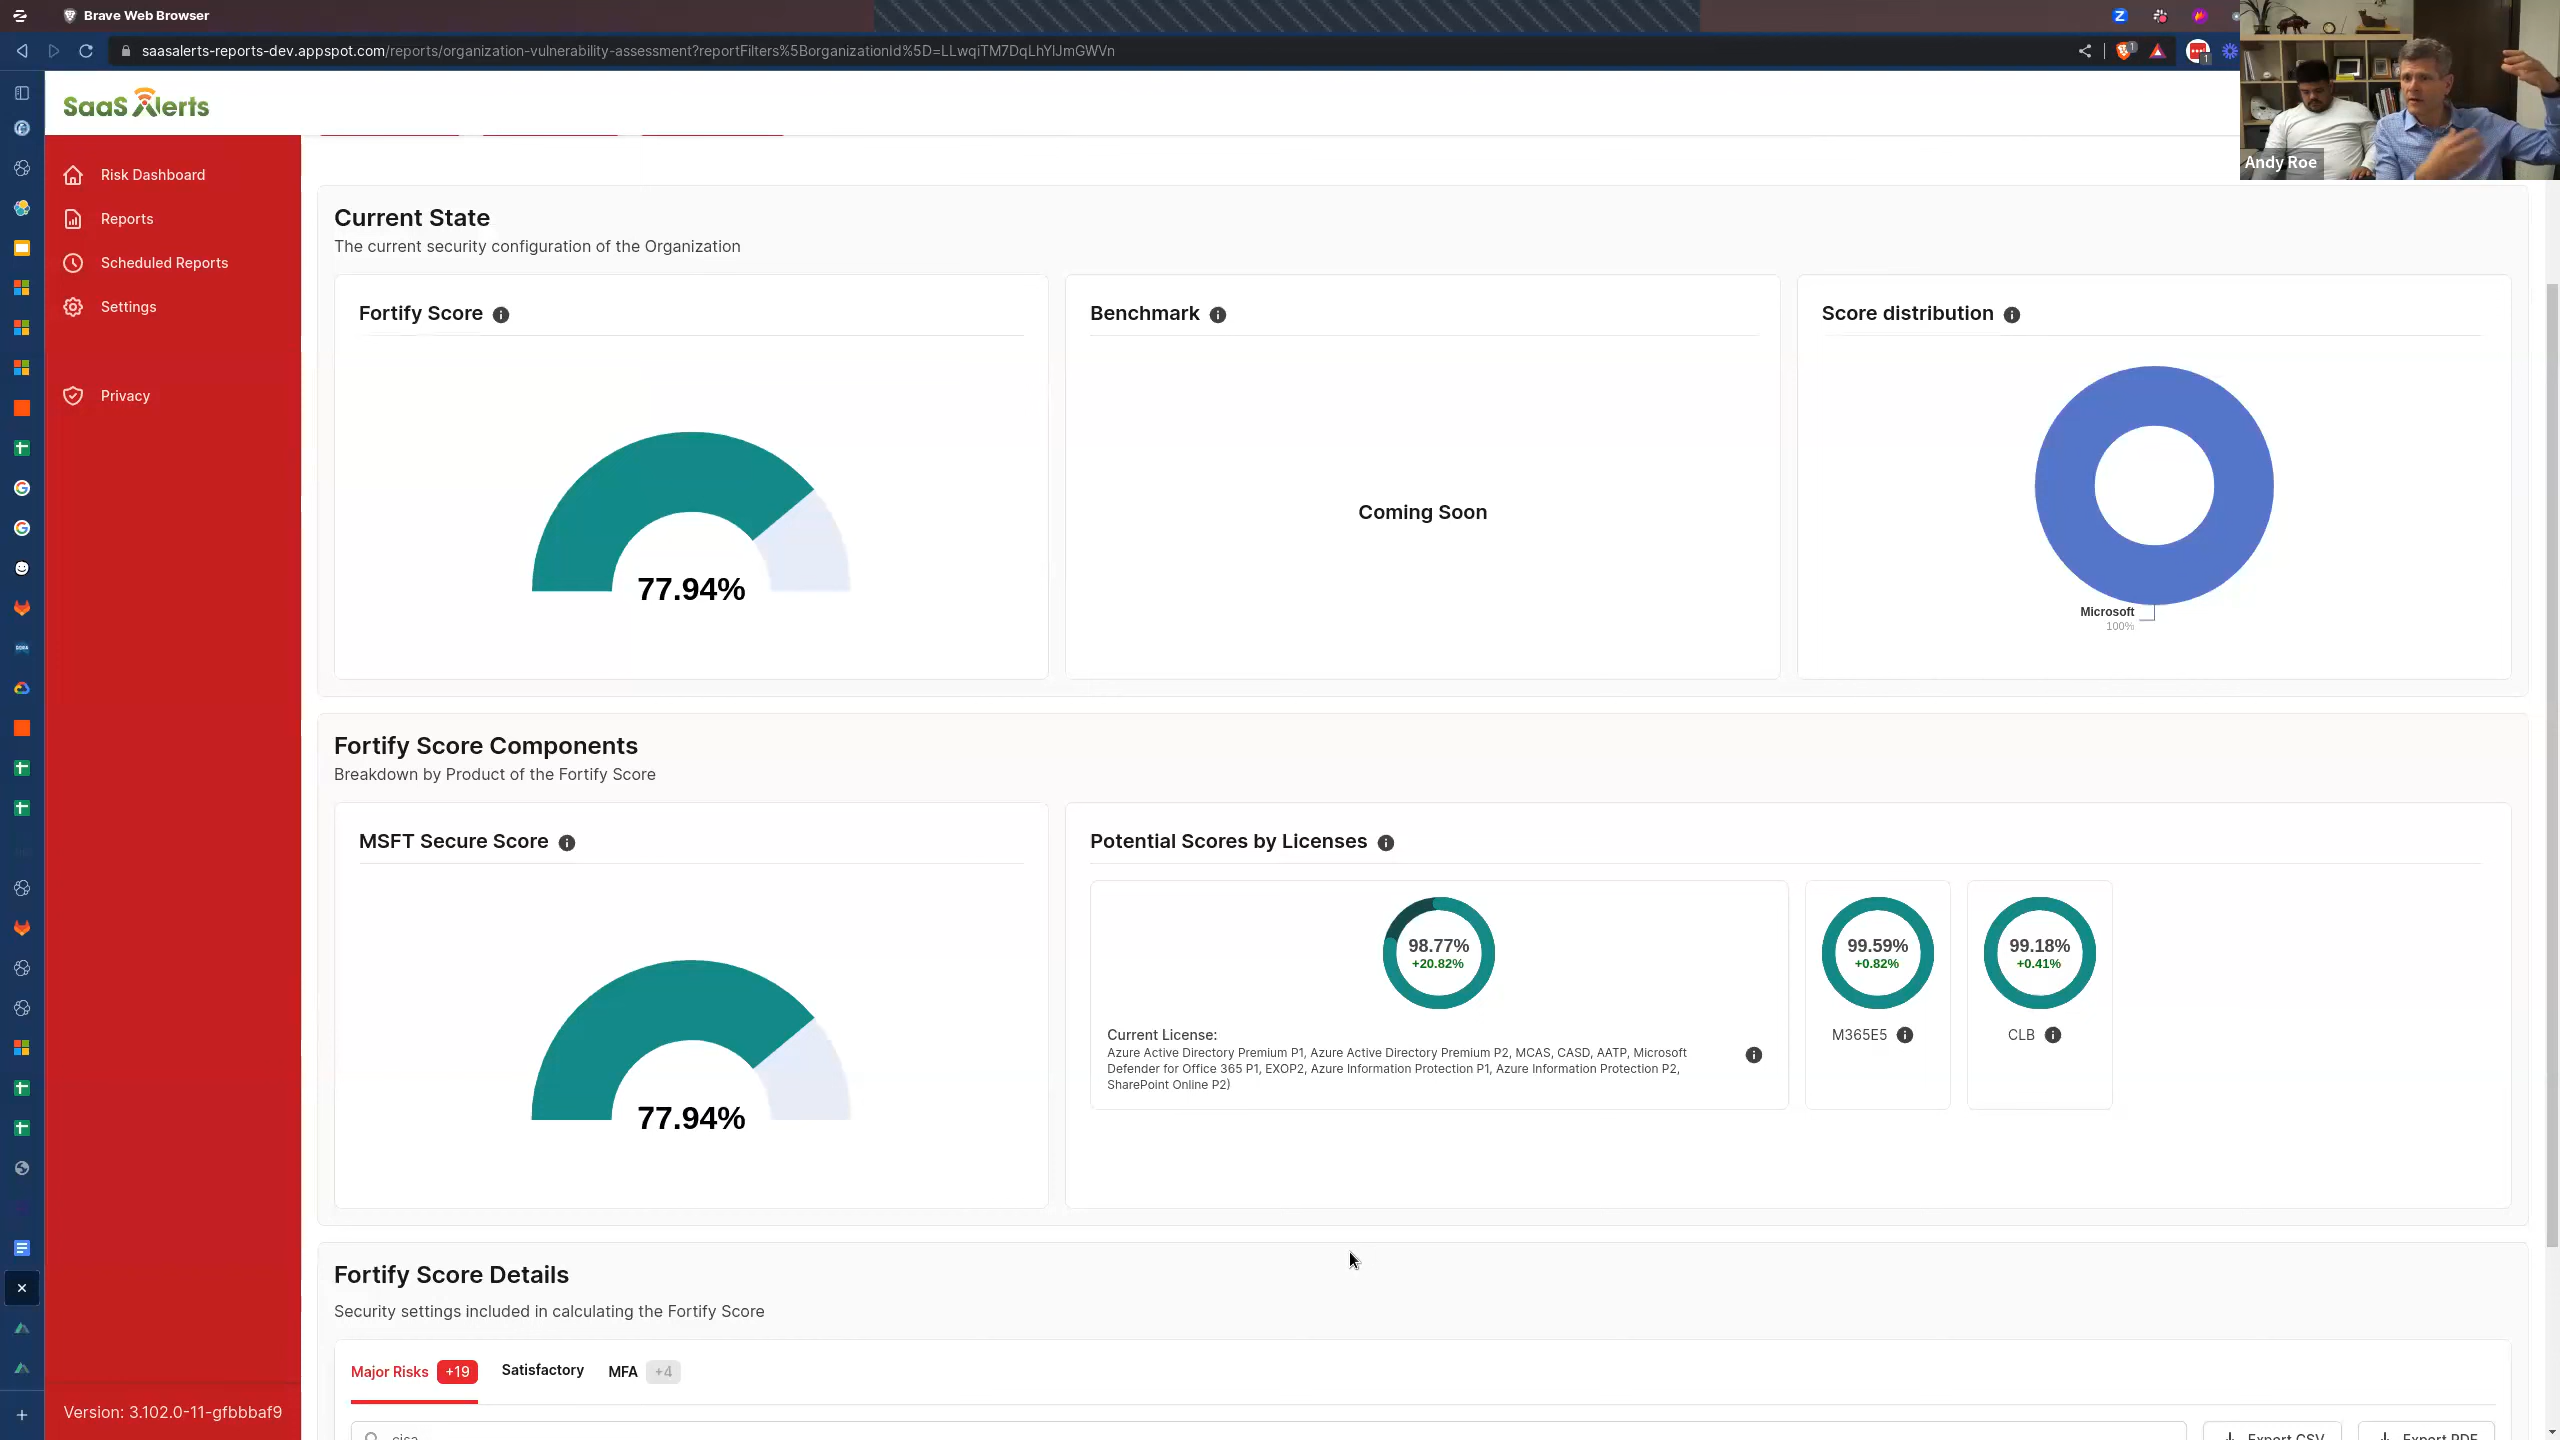 Brave Web Browser
saasalerts-reports-dev.appspot.com/reports/organization-vulnerability-assessment?reportFilters%5BorganizationId%5D=LLwqiTM7DqLhYlJmGWVn
SaaS Alerts
Andy Roe
Risk Dashboard
Reports
Scheduled Reports
Settings
Privacy
Version: 3.102.0-11-gfbbbaf9
Current State
The current security configuration of the Organization
Fortify Score
77.94%
Benchmark
Coming Soon
Score distribution
Microsoft
100%
Fortify Score Components
Breakdown by Product of the Fortify Score
MSFT Secure Score
77.94%
Potential Scores by Licenses
98.77%
+20.82%
Current License:
Azure Active Directory Premium P1, Azure Active Directory Premium P2, MCAS, CASD, AATP, Microsoft
Defender for Office 365 P1, EXOP2, Azure Information Protection P1, Azure Information Protection P2,
SharePoint Online P2)
99.59%
+0.82%
M365E5
99.18%
+0.41%
CLB
Fortify Score Details
Security settings included in calculating the Fortify Score
Major Risks +19 Satisfactory MFA +4
cisa
Export CSV
Export PDF